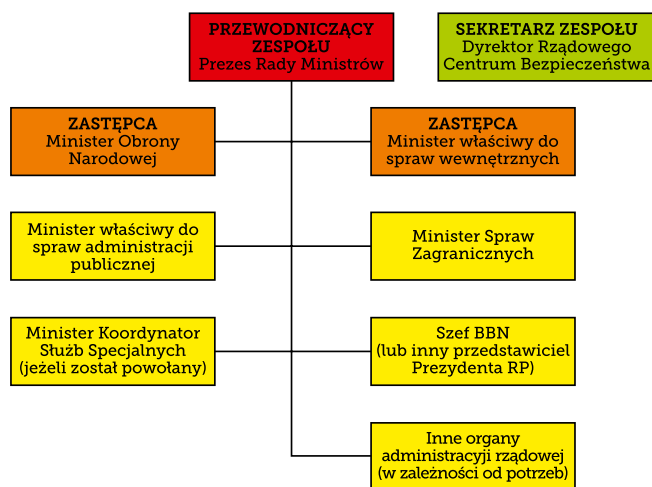 PRZEWODNICZĄCY
ZESPOŁU
Prezes Rady Ministrów
SEKRETARZ ZESPOŁU
Dyrektor Rządowego
Centrum Bezpieczeństwa
ZASTĘPCA
Minister Obrony
Narodowej
ZASTĘPCA
Minister właściwy do
spraw wewnętrznych
Minister właściwy do
spraw administracji
publicznej
Minister Spraw
Zagranicznych
Minister Koordynator
Służb Specjalnych
(jeżeli został powołany)
Szef BBN
(lub inny przedstawiciel
Prezydenta RP)
Inne organy
administracyji rządowej
(w zależności od potrzeb)